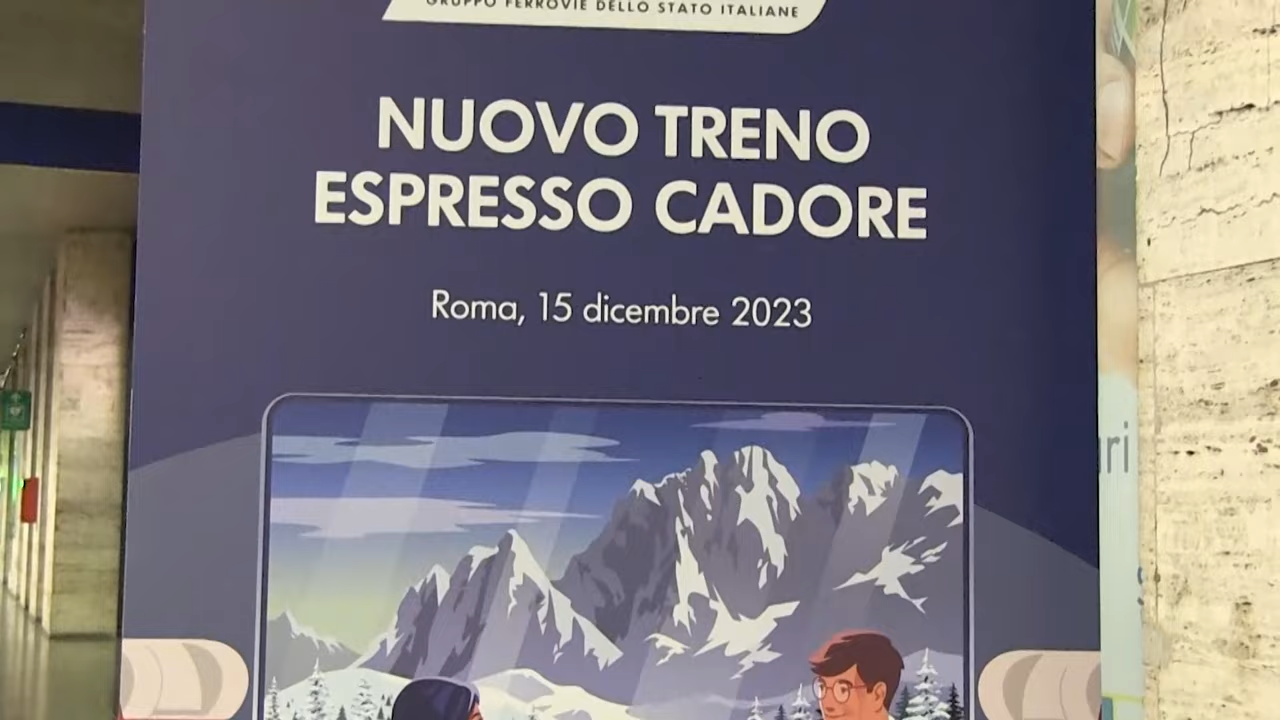 GRUPPO FERROVIE DELLO STATO ITALIANE
NUOVO TRENO
ESPRESSO CADORE
Roma, 15 dicembre 2023